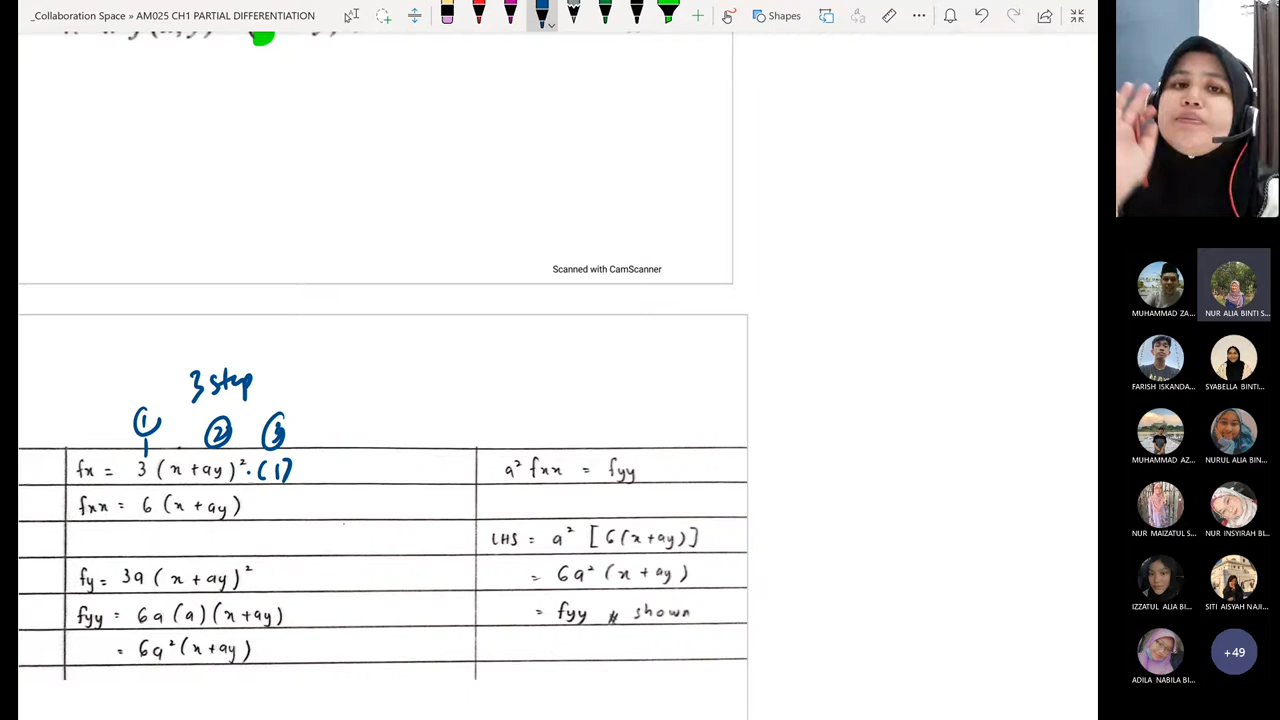 _Collaboration Space » AM025 CH1 PARTIAL DIFFERENTIATION
Shapes
Scanned with CamScanner
3 step
① ② ③
fx = 3 (x + ay)² · (1)
fxx = 6 (x + ay)
fy = 3a (x + ay)²
fyy = 6a (a) (x + ay)
= 6a² (x + ay)
a² fxx = fyy
LHS = a² [6(x + ay)]
= 6a² (x + ay)
= fyy # shown
MUHAMMAD ZA...
NUR ALIA BINTI S...
FARISH ISKANDA...
SYABELLA BINTI...
MUHAMMAD AZ...
NURUL ALIA BIN...
NUR MAIZATUL S...
NUR INSYIRAH BI...
IZZATUL ALIA BI...
SITI AISYAH NAJI...
ADILA NABILA BI...
+49